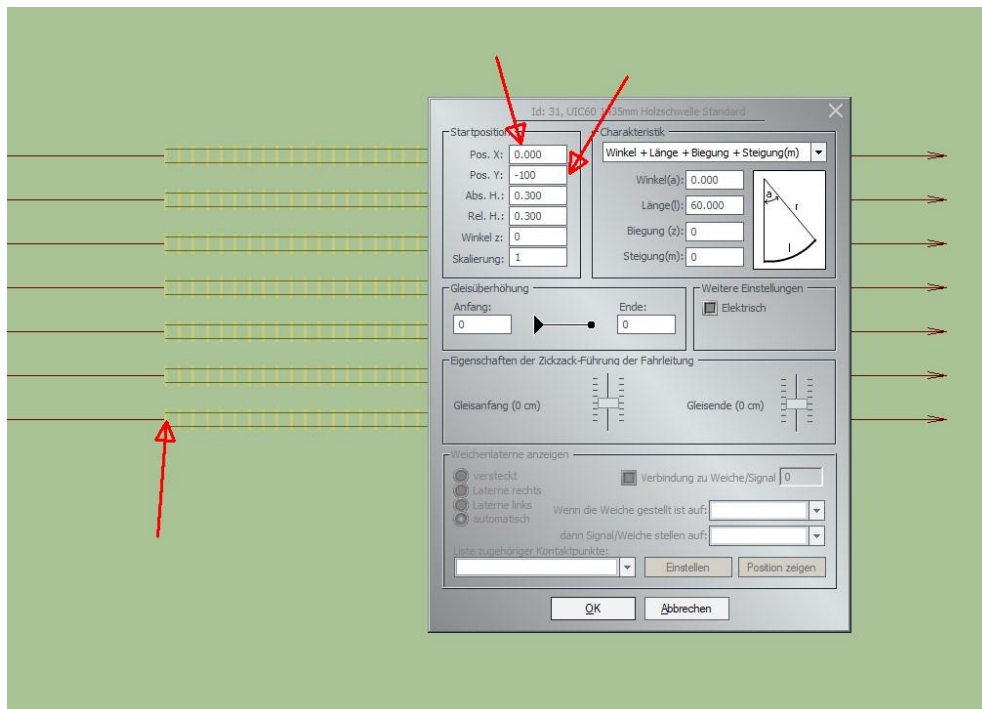 Id: 31, UIC60 1435mm Holzschwelle Standard
Startposition
Pos. X: 0.000
Pos. Y: -100
Abs. H.: 0.300
Rel. H.: 0.300
Winkel z: 0
Skalierung: 1
Charakteristik
Winkel + Länge + Biegung + Steigung(m)
Winkel(a): 0.000
Länge(l): 60.000
Biegung (z): 0
Steigung(m): 0
a
r
l
Gleisüberhöhung
Anfang: Ende:
0 0
Weitere Einstellungen
Elektrisch
Eigenschaften der Zickzack-Führung der Fahrleitung
Gleisanfang (0 cm) Gleisende (0 cm)
Weichenlaterne anzeigen
versteckt
Laterne rechts
Laterne links
automatisch
Verbindung zu Weiche/Signal 0
Wenn die Weiche gestellt ist auf:
dann Signal/Weiche stellen auf:
Liste zugehöriger Kontaktpunkte:
Einstellen Position zeigen
OK Abbrechen